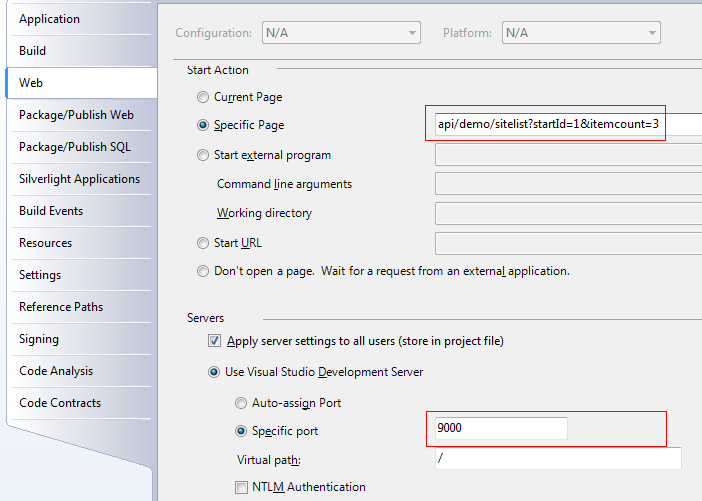 Application
Build
Web
Package/Publish Web
Package/Publish SQL
Silverlight Applications
Build Events
Resources
Settings
Reference Paths
Signing
Code Analysis
Code Contracts
Configuration: N/A Platform: N/A
Start Action
Current Page
Specific Page api/demo/sitelist?startId=1&itemcount=3
Start external program
Command line arguments
Working directory
Start URL
Don't open a page. Wait for a request from an external application.
Servers
Apply server settings to all users (store in project file)
Use Visual Studio Development Server
Auto-assign Port
Specific port 9000
Virtual path: /
NTLM Authentication